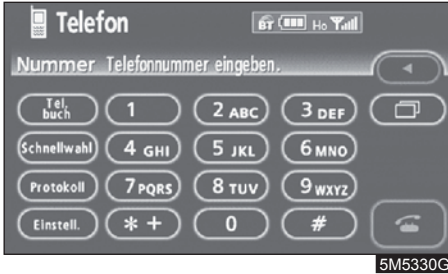 Telefon BT Ho
Nummer Telefonnummer eingeben.
Tel. buch 1 2 ABC 3 DEF
Schnellwahl 4 GHI 5 JKL 6 MNO
Protokoll 7 PQRS 8 TUV 9 WXYZ
Einstell. * + 0 #
5M5330G